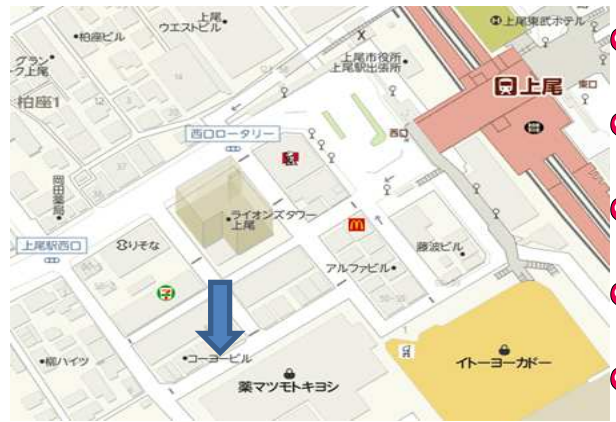 上尾
ウエストビル
柏座ビル
グラン
ク上尾
上尾市役所
上尾駅出張所
上尾東武ホテル
上尾
東口
柏座1
西口
西口ロータリー
岡田薬局
ライオンズタワー
上尾
M
上尾駅西口
りそな
藤波ビル
アルファビル
7
柳ハイツ
コーヨービル
薬マツモトキヨシ
イトーヨーカドー